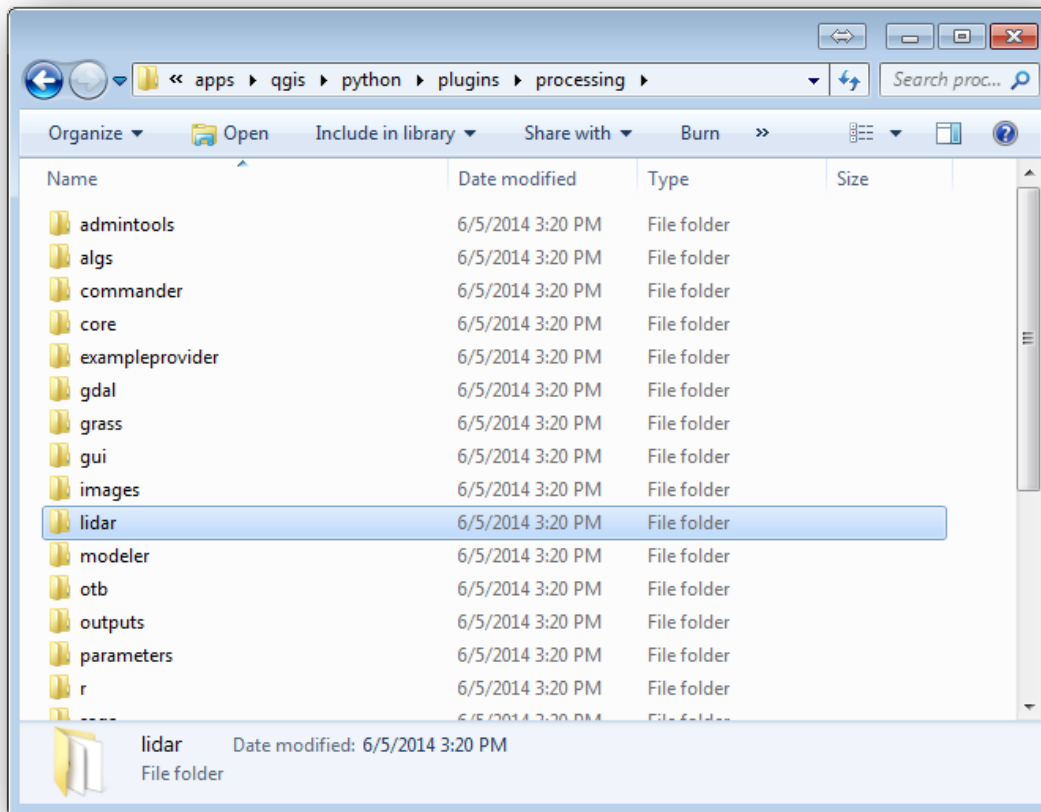 « apps ▸ qgis ▸ python ▸ plugins ▸ processing ▸ Search proc...
Organize Open Include in library Share with Burn »
Name Date modified Type Size
admintools 6/5/2014 3:20 PM File folder
algs 6/5/2014 3:20 PM File folder
commander 6/5/2014 3:20 PM File folder
core 6/5/2014 3:20 PM File folder
exampleprovider 6/5/2014 3:20 PM File folder
gdal 6/5/2014 3:20 PM File folder
grass 6/5/2014 3:20 PM File folder
gui 6/5/2014 3:20 PM File folder
images 6/5/2014 3:20 PM File folder
lidar 6/5/2014 3:20 PM File folder
modeler 6/5/2014 3:20 PM File folder
otb 6/5/2014 3:20 PM File folder
outputs 6/5/2014 3:20 PM File folder
parameters 6/5/2014 3:20 PM File folder
r 6/5/2014 3:20 PM File folder
6/5/2014 3:20 PM File folder
lidar Date modified: 6/5/2014 3:20 PM
File folder